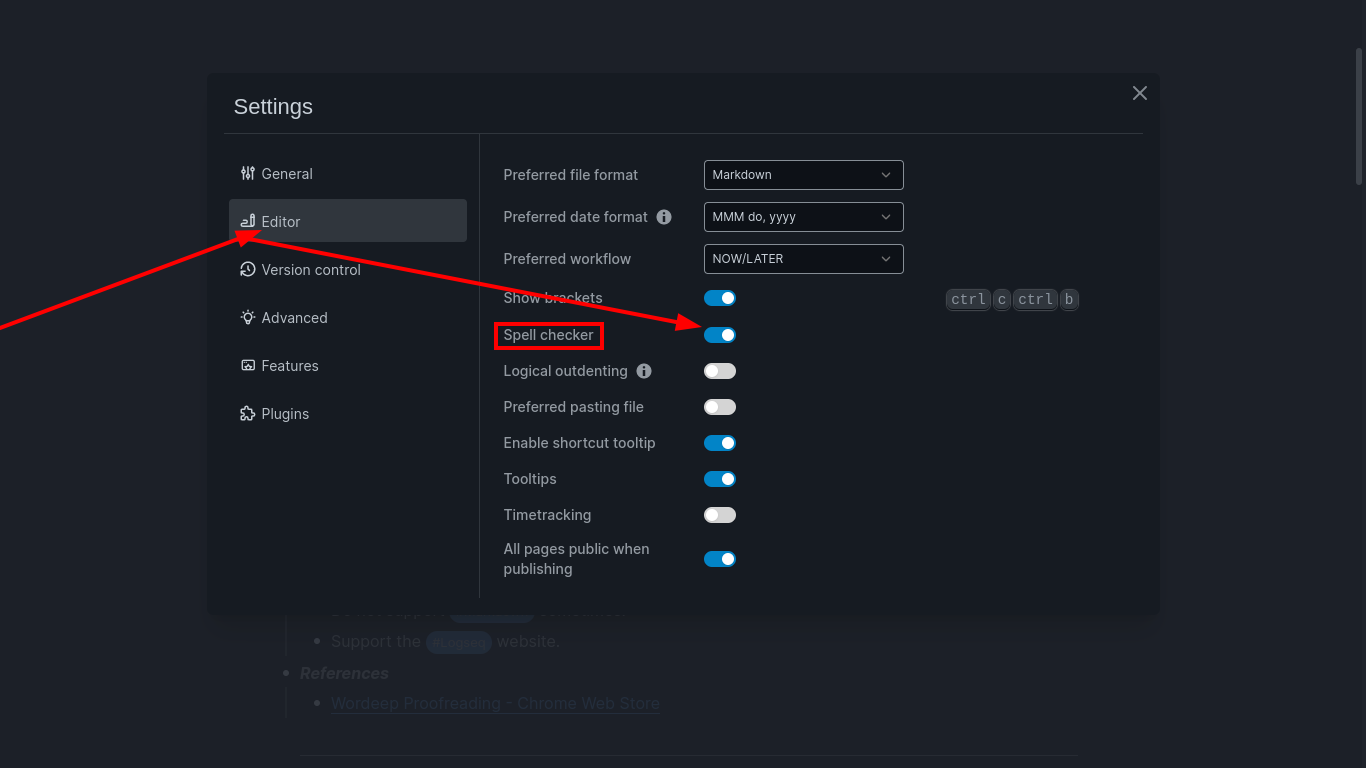 Settings
General
Editor
Version control
Advanced
Features
Plugins
Preferred file format
Markdown
Preferred date format
MMM do, yyyy
Preferred workflow
NOW/LATER
Show brackets
ctrl c ctrl b
Spell checker
Logical outdenting
Preferred pasting file
Enable shortcut tooltip
Tooltips
Timetracking
All pages public when
publishing
Support the #Logseq website.
References
Wordeep Proofreading - Chrome Web Store